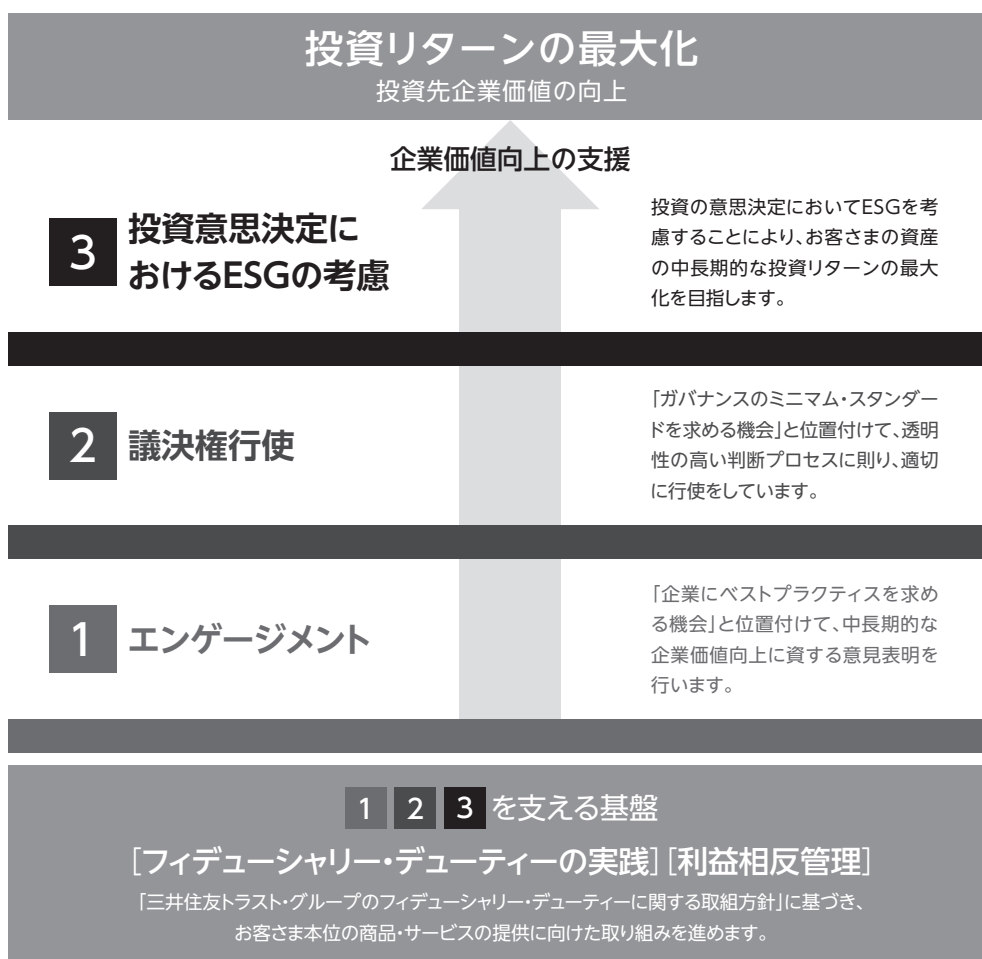 投資リターンの最大化
投資先企業価値の向上
企業価値向上の支援
3
投資意思決定に
おけるESGの考慮
投資の意思決定においてESGを考
慮することにより、お客さまの資産
の中長期的な投資リターンの最大
化を目指します。
2
議決権行使
「ガバナンスのミニマム・スタンダー
ドを求める機会」と位置付けて、透明
性の高い判断プロセスに則り、適切
に行使をしています。
1
エンゲージメント
「企業にベストプラクティスを求め
る機会」と位置付けて、中長期的な
企業価値向上に資する意見表明を
行います。
1 2 3 を支える基盤
[フィデューシャリー・デューティーの実践] [利益相反管理]
「三井住友トラスト・グループのフィデューシャリー・デューティーに関する取組方針」に基づき、
お客さま本位の商品・サービスの提供に向けた取り組みを進めます。